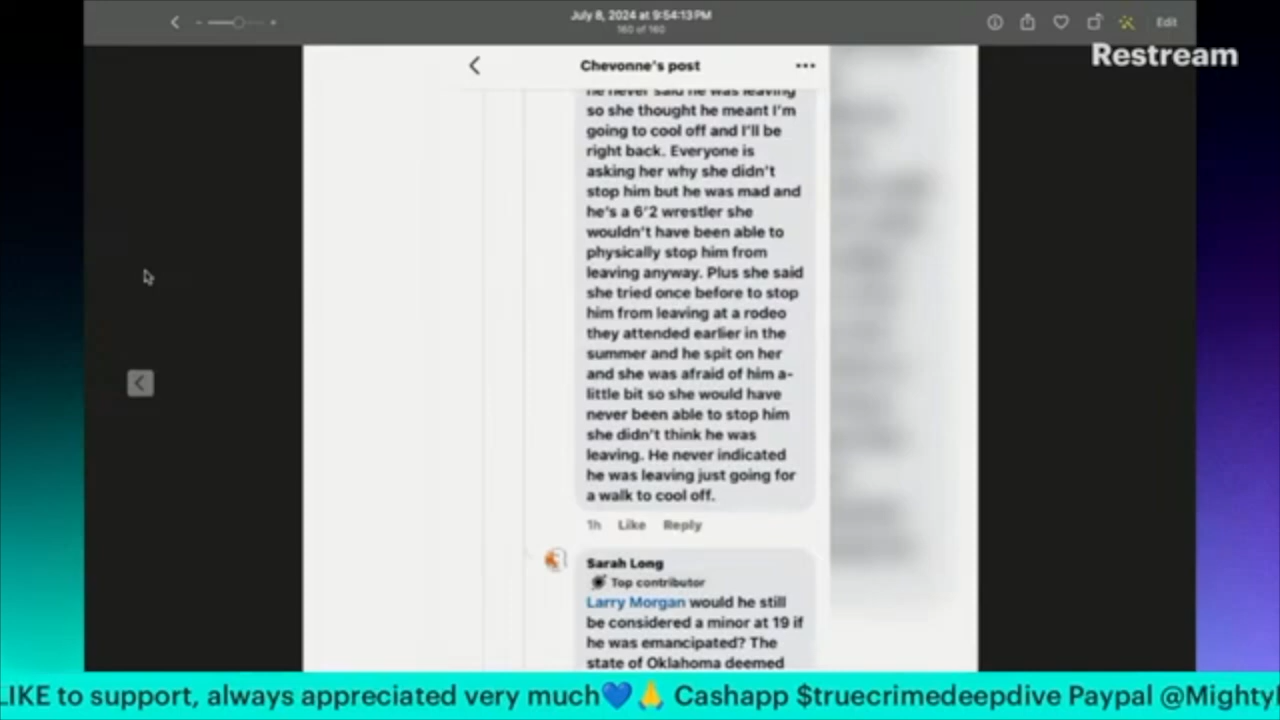 July 8, 2024 at 9:54:13 PM
160 of 160
Edit
Restream
Chevonne's post
he never said he was leaving
so she thought he meant I'm
going to cool off and I'll be
right back. Everyone is
asking her why she didn't
stop him but he was mad and
he's a 6'2 wrestler she
wouldn't have been able to
physically stop him from
leaving anyway. Plus she said
she tried once before to stop
him from leaving at a rodeo
they attended earlier in the
summer and he spit on her
and she was afraid of him a-
little bit so she would have
never been able to stop him
she didn't think he was
leaving. He never indicated
he was leaving just going for
a walk to cool off.
1h Like Reply
Sarah Long
Top contributor
Larry Morgan would he still
be considered a minor at 19 if
he was emancipated? The
state of Oklahoma deemed
LIKE to support, always appreciated very much💙🙏 Cashapp $truecrimedeepdive Paypal @Mighty